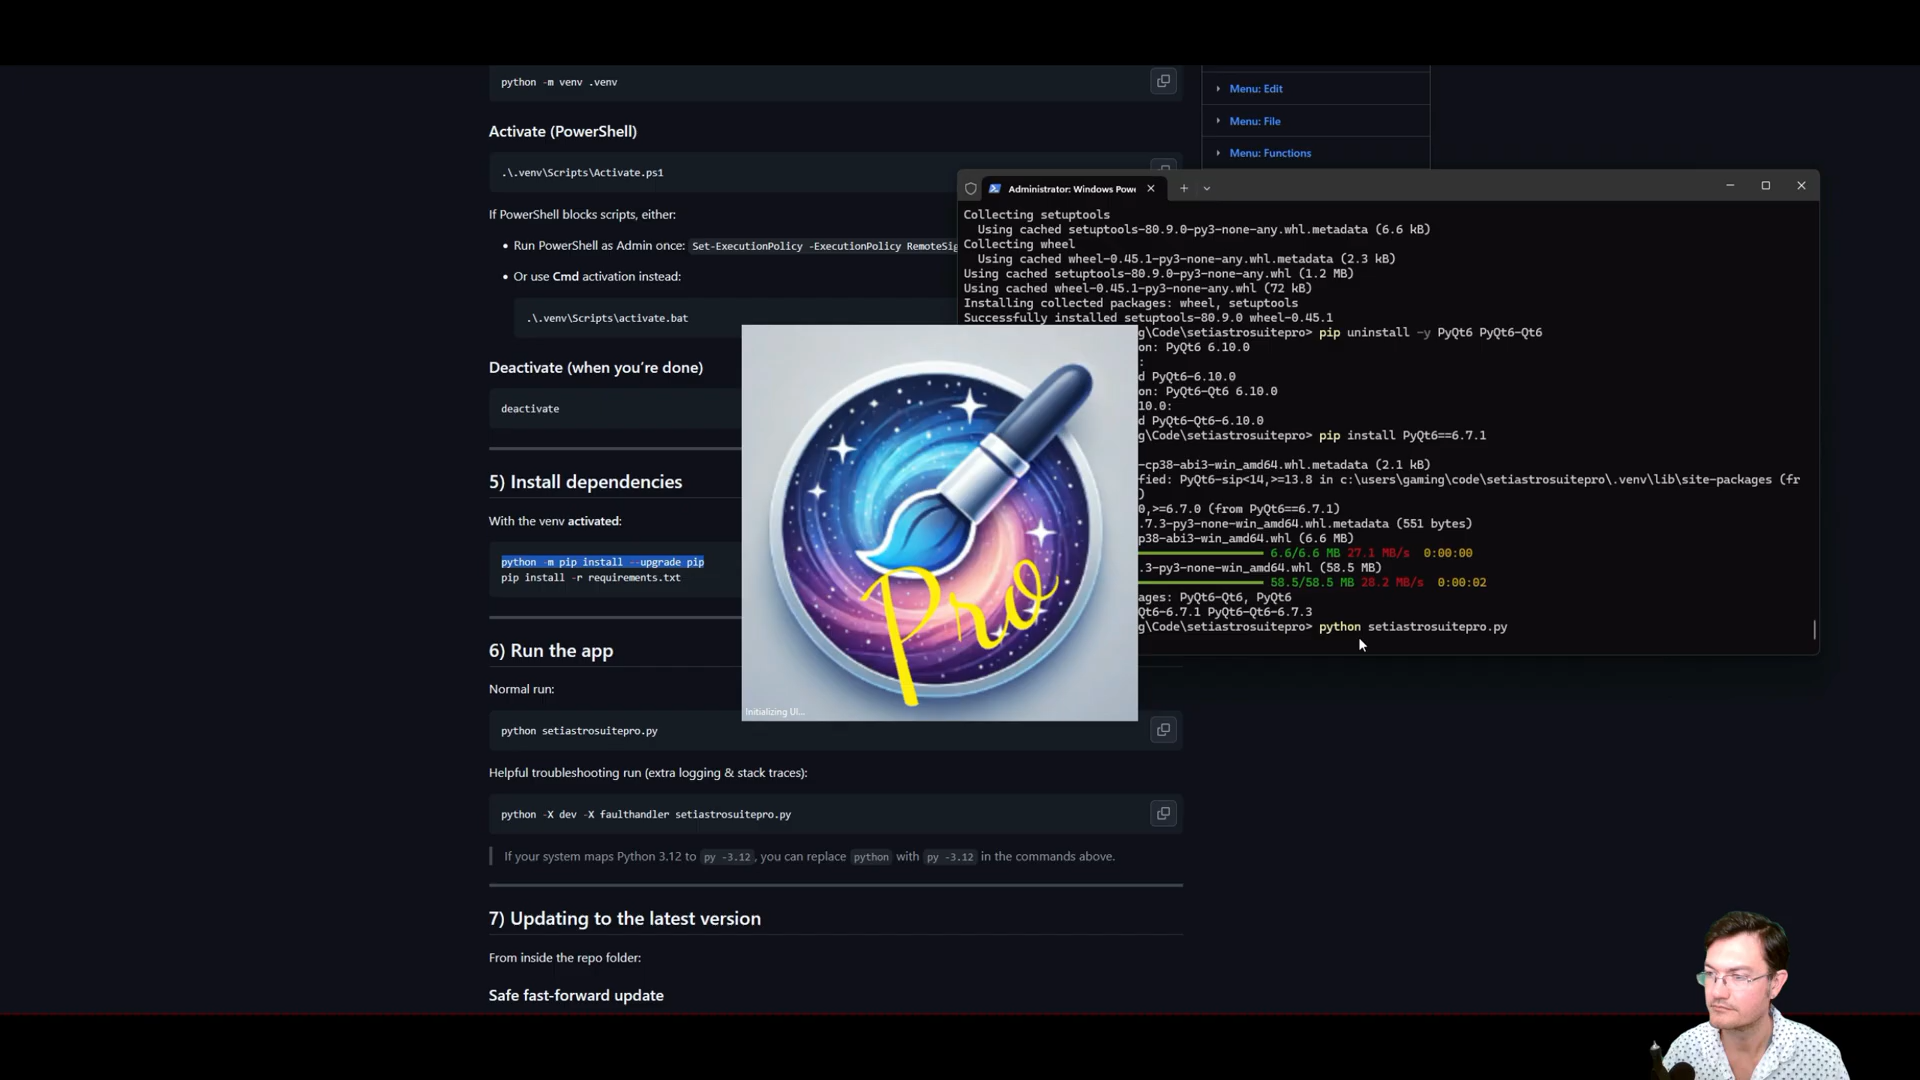 python -m venv .venv
Activate (PowerShell)
.\.venv\Scripts\Activate.ps1
If PowerShell blocks scripts, either:
• Run PowerShell as Admin once: Set-ExecutionPolicy -ExecutionPolicy RemoteSig
• Or use Cmd activation instead:
.\.venv\Scripts\activate.bat
Deactivate (when you’re done)
deactivate
5) Install dependencies
With the venv activated:
python -m pip install --upgrade pip
pip install -r requirements.txt
6) Run the app
Normal run:
python setiastrosuitepro.py
Helpful troubleshooting run (extra logging & stack traces):
python -X dev -X faulthandler setiastrosuitepro.py
If your system maps Python 3.12 to py -3.12, you can replace python with py -3.12 in the commands above.
7) Updating to the latest version
From inside the repo folder:
Safe fast-forward update
Menu: Edit
Menu: File
Menu: Functions
Administrator: Windows Powe
Collecting setuptools
Using cached setuptools-80.9.0-py3-none-any.whl.metadata (6.6 kB)
Collecting wheel
Using cached wheel-0.45.1-py3-none-any.whl.metadata (2.3 kB)
Using cached setuptools-80.9.0-py3-none-any.whl (1.2 MB)
Using cached wheel-0.45.1-py3-none-any.whl (72 kB)
Installing collected packages: wheel, setuptools
Successfully installed setuptools-80.9.0 wheel-0.45.1
g\Code\setiastrosuitepro> pip uninstall -y PyQt6 PyQt6-Qt6
on: PyQt6 6.10.0
:
d PyQt6-6.10.0
on: PyQt6-Qt6 6.10.0
10.0:
d PyQt6-Qt6-6.10.0
g\Code\setiastrosuitepro> pip install PyQt6==6.7.1
-cp38-abi3-win_amd64.whl.metadata (2.1 kB)
fied: PyQt6-sip<14,>=13.8 in c:\users\gaming\code\setiastrosuitepro\.venv\lib\site-packages (fr
)
0,>=6.7.0 (from PyQt6==6.7.1)
.7.3-py3-none-win_amd64.whl.metadata (551 bytes)
p38-abi3-win_amd64.whl (6.6 MB)
6.6/6.6 MB 27.1 MB/s 0:00:00
.3-py3-none-win_amd64.whl (58.5 MB)
58.5/58.5 MB 28.2 MB/s 0:00:02
ages: PyQt6-Qt6, PyQt6
Qt6-6.7.1 PyQt6-Qt6-6.7.3
g\Code\setiastrosuitepro> python setiastrosuitepro.py
Pro
Initializing UI...